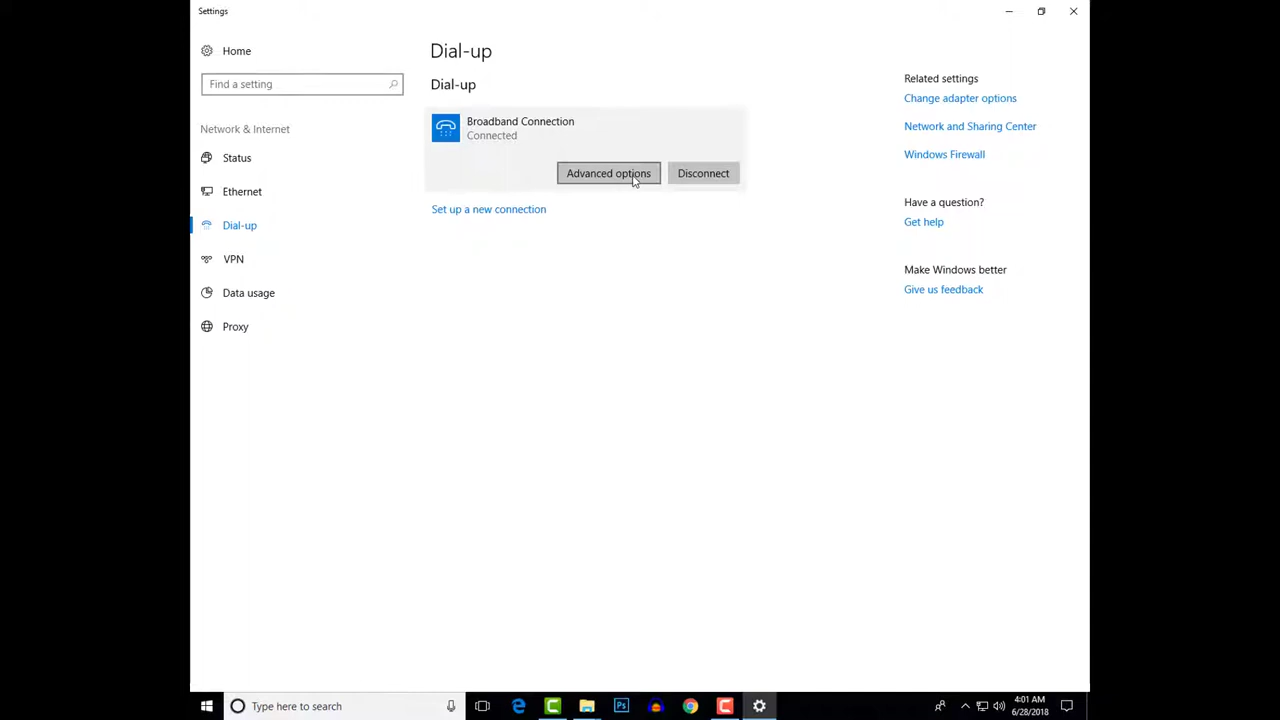 Settings
Home
Find a setting
Network & Internet
Status
Ethernet
Dial-up
VPN
Data usage
Proxy
Dial-up
Dial-up
Broadband Connection
Connected
Advanced options
Disconnect
Set up a new connection
Related settings
Change adapter options
Network and Sharing Center
Windows Firewall
Have a question?
Get help
Make Windows better
Give us feedback
Type here to search
Ps
4:01 AM
6/28/2018